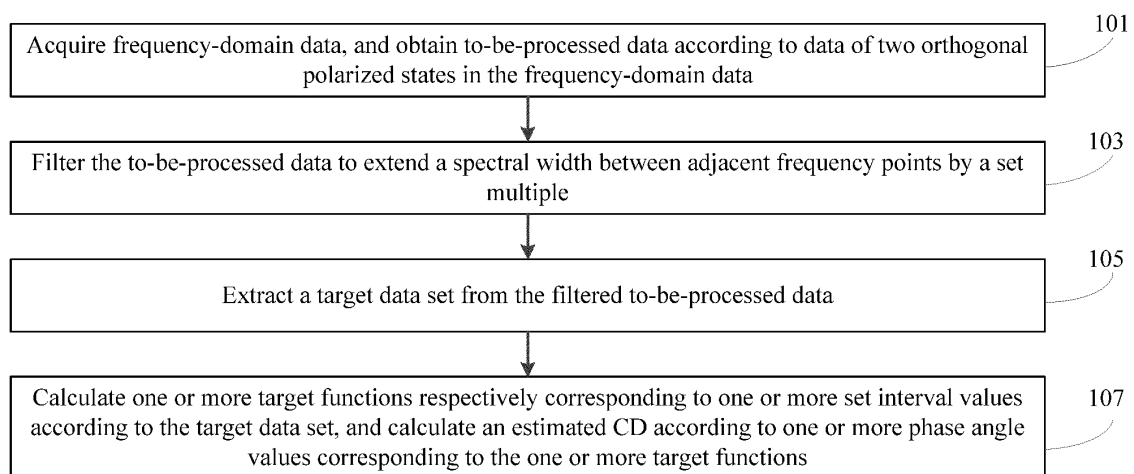 101
Acquire frequency-domain data, and obtain to-be-processed data according to data of two orthogonal
polarized states in the frequency-domain data
103
Filter the to-be-processed data to extend a spectral width between adjacent frequency points by a set
multiple
105
Extract a target data set from the filtered to-be-processed data
107
Calculate one or more target functions respectively corresponding to one or more set interval values
according to the target data set, and calculate an estimated CD according to one or more phase angle
values corresponding to the one or more target functions